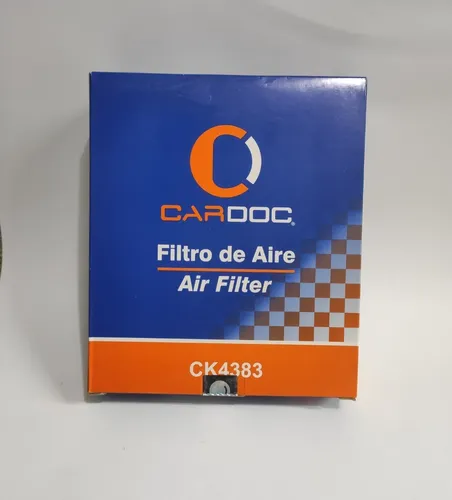 CARDOC®
Filtro de Aire
Air Filter
CK4383